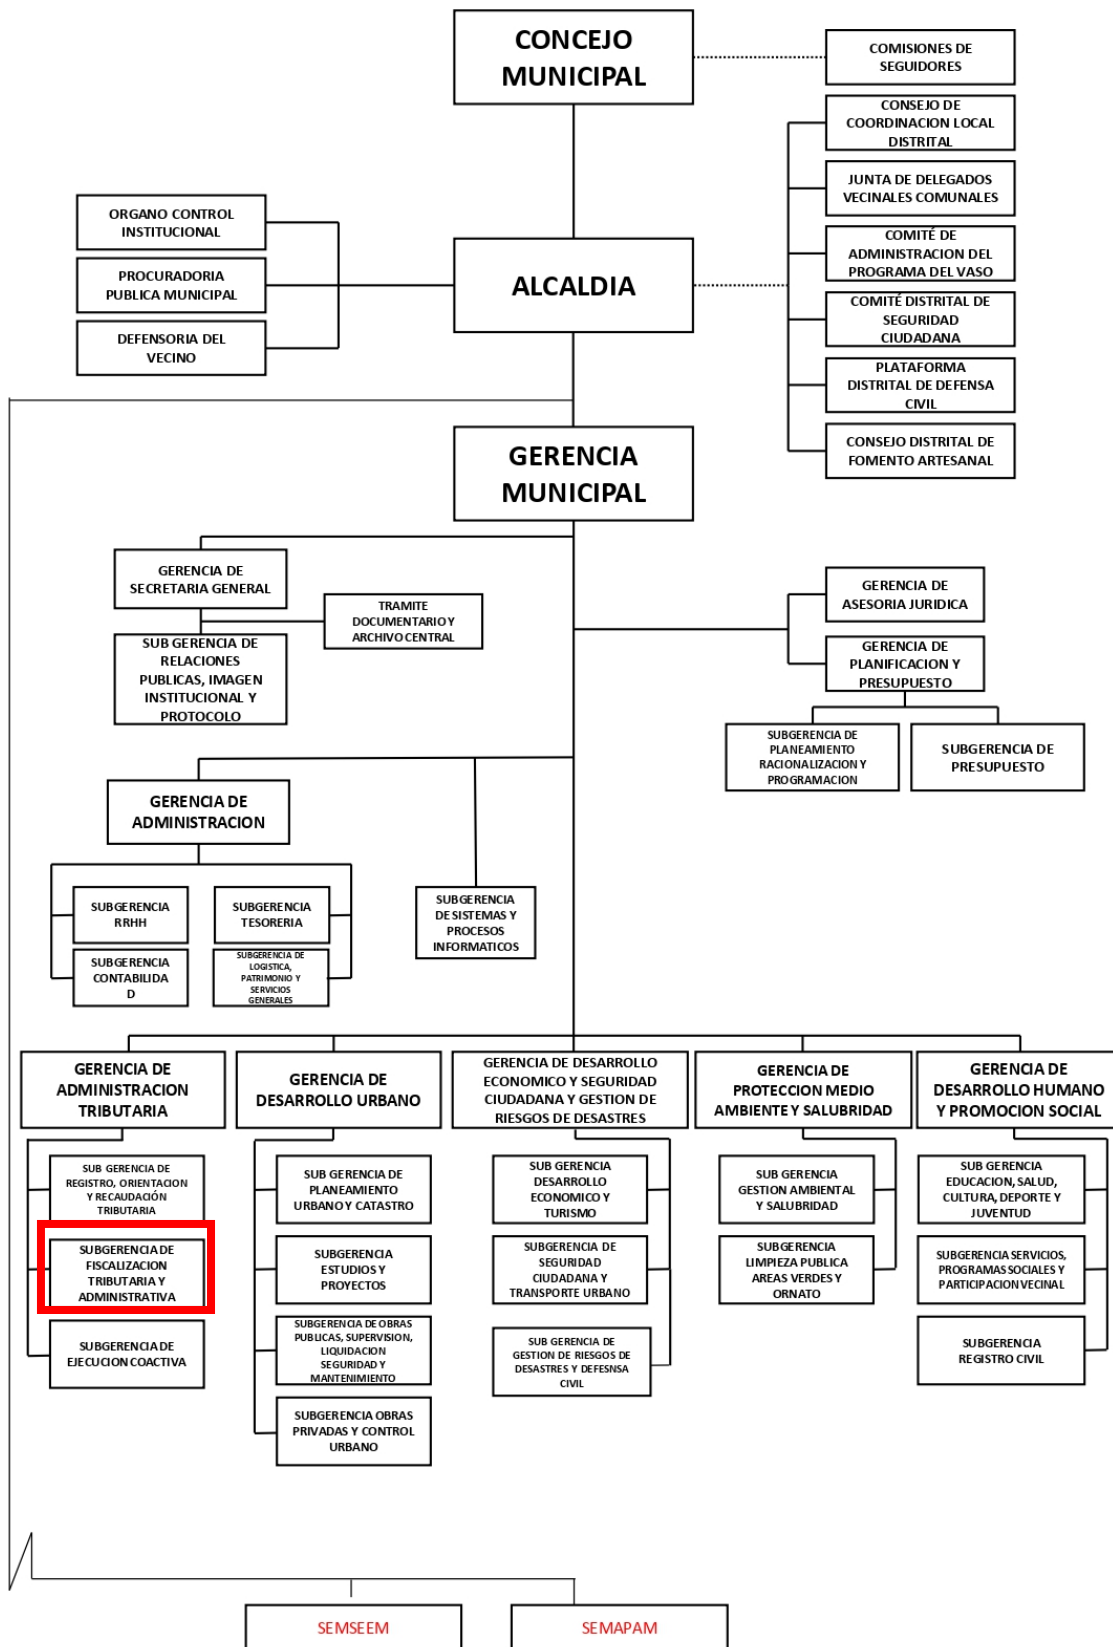 CONCEJO
MUNICIPAL
COMISIONES DE
SEGUIDORES
CONSEJO DE
COORDINACION LOCAL
DISTRITAL
JUNTA DE DELEGADOS
VECINALES COMUNALES
COMITÉ DE
ADMINISTRACION DEL
PROGRAMA DEL VASO
COMITÉ DISTRITAL DE
SEGURIDAD
CIUDADANA
PLATAFORMA
DISTRITAL DE DEFENSA
CIVIL
CONSEJO DISTRITAL DE
FOMENTO ARTESANAL
ORGANO CONTROL
INSTITUCIONAL
PROCURADORIA
PUBLICA MUNICIPAL
DEFENSORIA DEL
VECINO
ALCALDIA
GERENCIA
MUNICIPAL
GERENCIA DE
SECRETARIA GENERAL
TRAMITE
DOCUMENTARIO Y
ARCHIVO CENTRAL
SUB GERENCIA DE
RELACIONES
PUBLICAS, IMAGEN
INSTITUCIONAL Y
PROTOCOLO
GERENCIA DE
ASESORIA JURIDICA
GERENCIA DE
PLANIFICACION Y
PRESUPUESTO
SUBGERENCIA DE
PLANEAMIENTO
RACIONALIZACION Y
PROGRAMACION
SUBGERENCIA DE
PRESUPUESTO
GERENCIA DE
ADMINISTRACION
SUBGERENCIA
RRHH
SUBGERENCIA
TESORERIA
SUBGERENCIA
CONTABILIDA
D
SUBGERENCIA DE
LOGISTICA,
PATRIMONIO Y
SERVICIOS
GENERALES
SUBGERENCIA
DE SISTEMAS Y
PROCESOS
INFORMATICOS
GERENCIA DE
ADMINISTRACION
TRIBUTARIA
GERENCIA DE
DESARROLLO URBANO
GERENCIA DE DESARROLLO
ECONOMICO Y SEGURIDAD
CIUDADANA Y GESTION DE
RIESGOS DE DESASTRES
GERENCIA DE
PROTECCION MEDIO
AMBIENTE Y SALUBRIDAD
GERENCIA DE
DESARROLLO HUMANO
Y PROMOCION SOCIAL
SUB GERENCIA DE
REGISTRO, ORIENTACION
Y RECAUDACIÓN
TRIBUTARIA
SUBGERENCIA DE
FISCALIZACION
TRIBUTARIA Y
ADMINISTRATIVA
SUBGERENCIA DE
EJECUCION COACTIVA
SUB GERENCIA DE
PLANEAMIENTO
URBANO Y CATASTRO
SUBGERENCIA
ESTUDIOS Y
PROYECTOS
SUBGERENCIA DE OBRAS
PUBLICAS, SUPERVISION,
LIQUIDACION
SEGURIDAD Y
MANTENIMIENTO
SUBGERENCIA OBRAS
PRIVADAS Y CONTROL
URBANO
SUB GERENCIA
DESARROLLO
ECONOMICO Y
TURISMO
SUBGERENCIA DE
SEGURIDAD
CIUDADANA Y
TRANSPORTE URBANO
SUB GERENCIA DE
GESTION DE RIESGOS DE
DESASTRES Y DEFESNSA
CIVIL
SUB GERENCIA
GESTION AMBIENTAL
Y SALUBRIDAD
SUBGERENCIA
LIMPIEZA PUBLICA
AREAS VERDES Y
ORNATO
SUB GERENCIA
EDUCACION, SALUD,
CULTURA, DEPORTE Y
JUVENTUD
SUBGERENCIA SERVICIOS,
PROGRAMAS SOCIALES Y
PARTICIPACION VECINAL
SUBGERENCIA
REGISTRO CIVIL
SEMSEEM
SEMAPAM